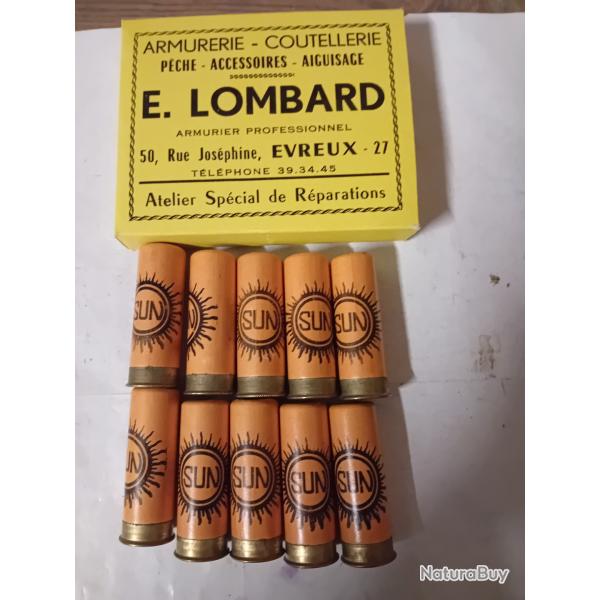 ARMURERIE - COUTELLERIE
PÊCHE - ACCESSOIRES - AIGUISAGE
E. LOMBARD
ARMURIER PROFESSIONNEL
50, Rue Joséphine, EVREUX - 27
TÉLÉPHONE 39.34.45
Atelier Spécial de Réparations
SUN
SUN
SUN
SUN
SUN
SUN
SUN
SUN
SUN
NaturaBuy